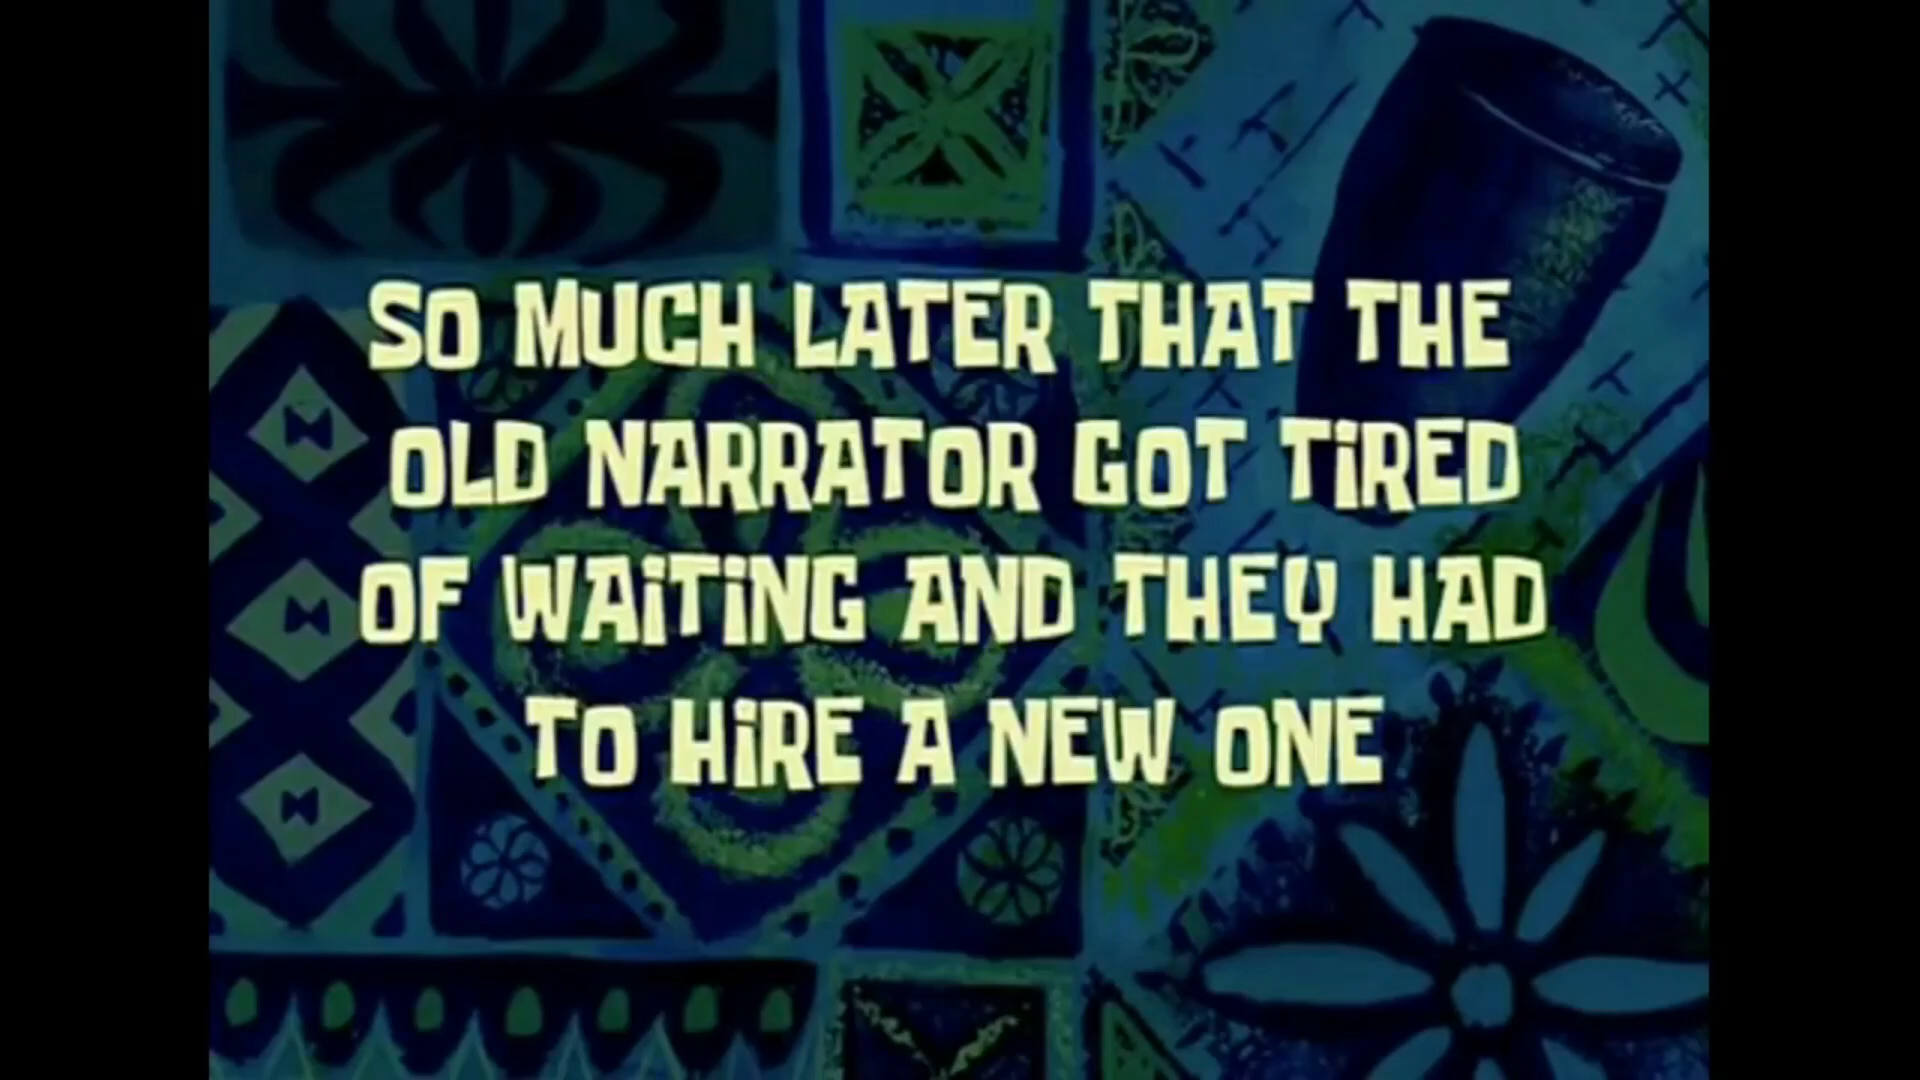 SO MUCH LATER THAT THE
OLD NARRATOR GOT TiRED
OF WAiTiNG AND THEY HAD
TO HiRE A NEW ONE